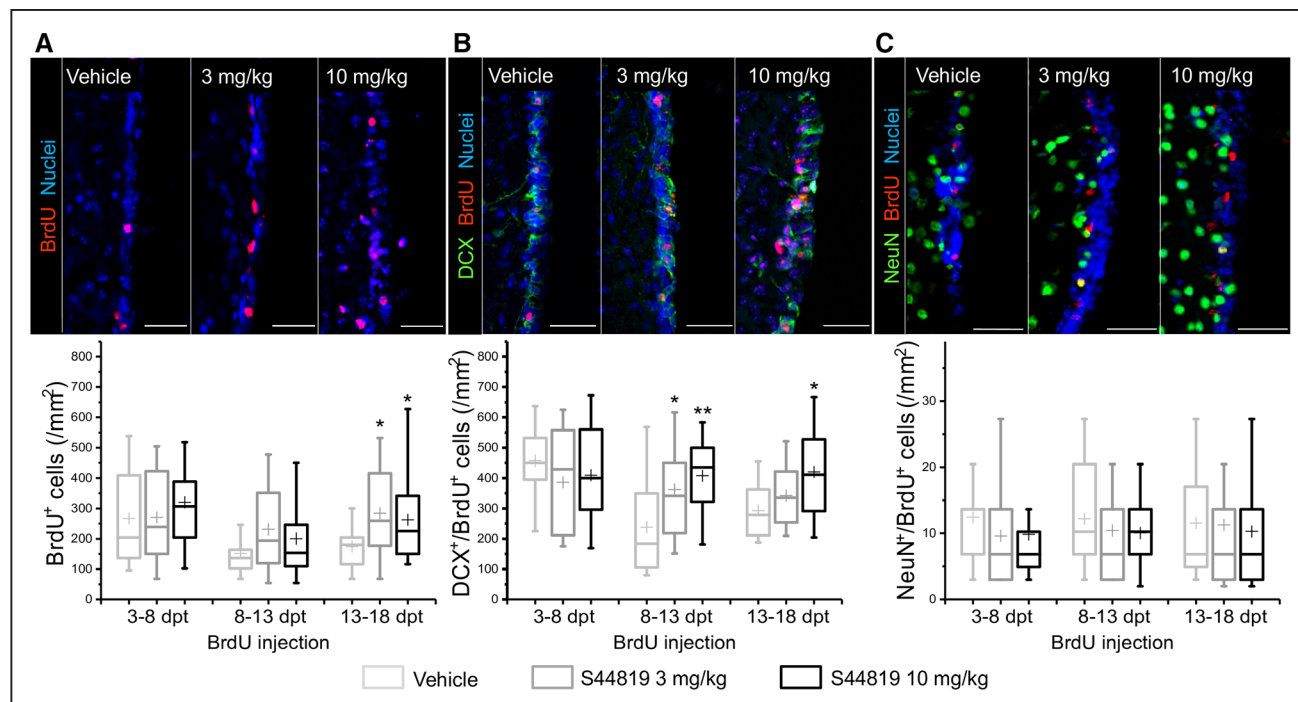 A
B
C
BrdU Nuclei
Vehicle
3 mg/kg
10 mg/kg
DCX BrdU Nuclei
Vehicle
3 mg/kg
10 mg/kg
NeuN BrdU Nuclei
Vehicle
3 mg/kg
10 mg/kg
BrdU⁺ cells (/mm²)
800
700
600
500
400
300
200
100
0
*
*
3-8 dpt
8-13 dpt
13-18 dpt
BrdU injection
DCX⁺/BrdU⁺ cells (/mm²)
800
700
600
500
400
300
200
100
0
*
**
*
3-8 dpt
8-13 dpt
13-18 dpt
BrdU injection
NeuN⁺/BrdU⁺ cells (/mm²)
30
20
10
0
3-8 dpt
8-13 dpt
13-18 dpt
BrdU injection
Vehicle
S44819 3 mg/kg
S44819 10 mg/kg